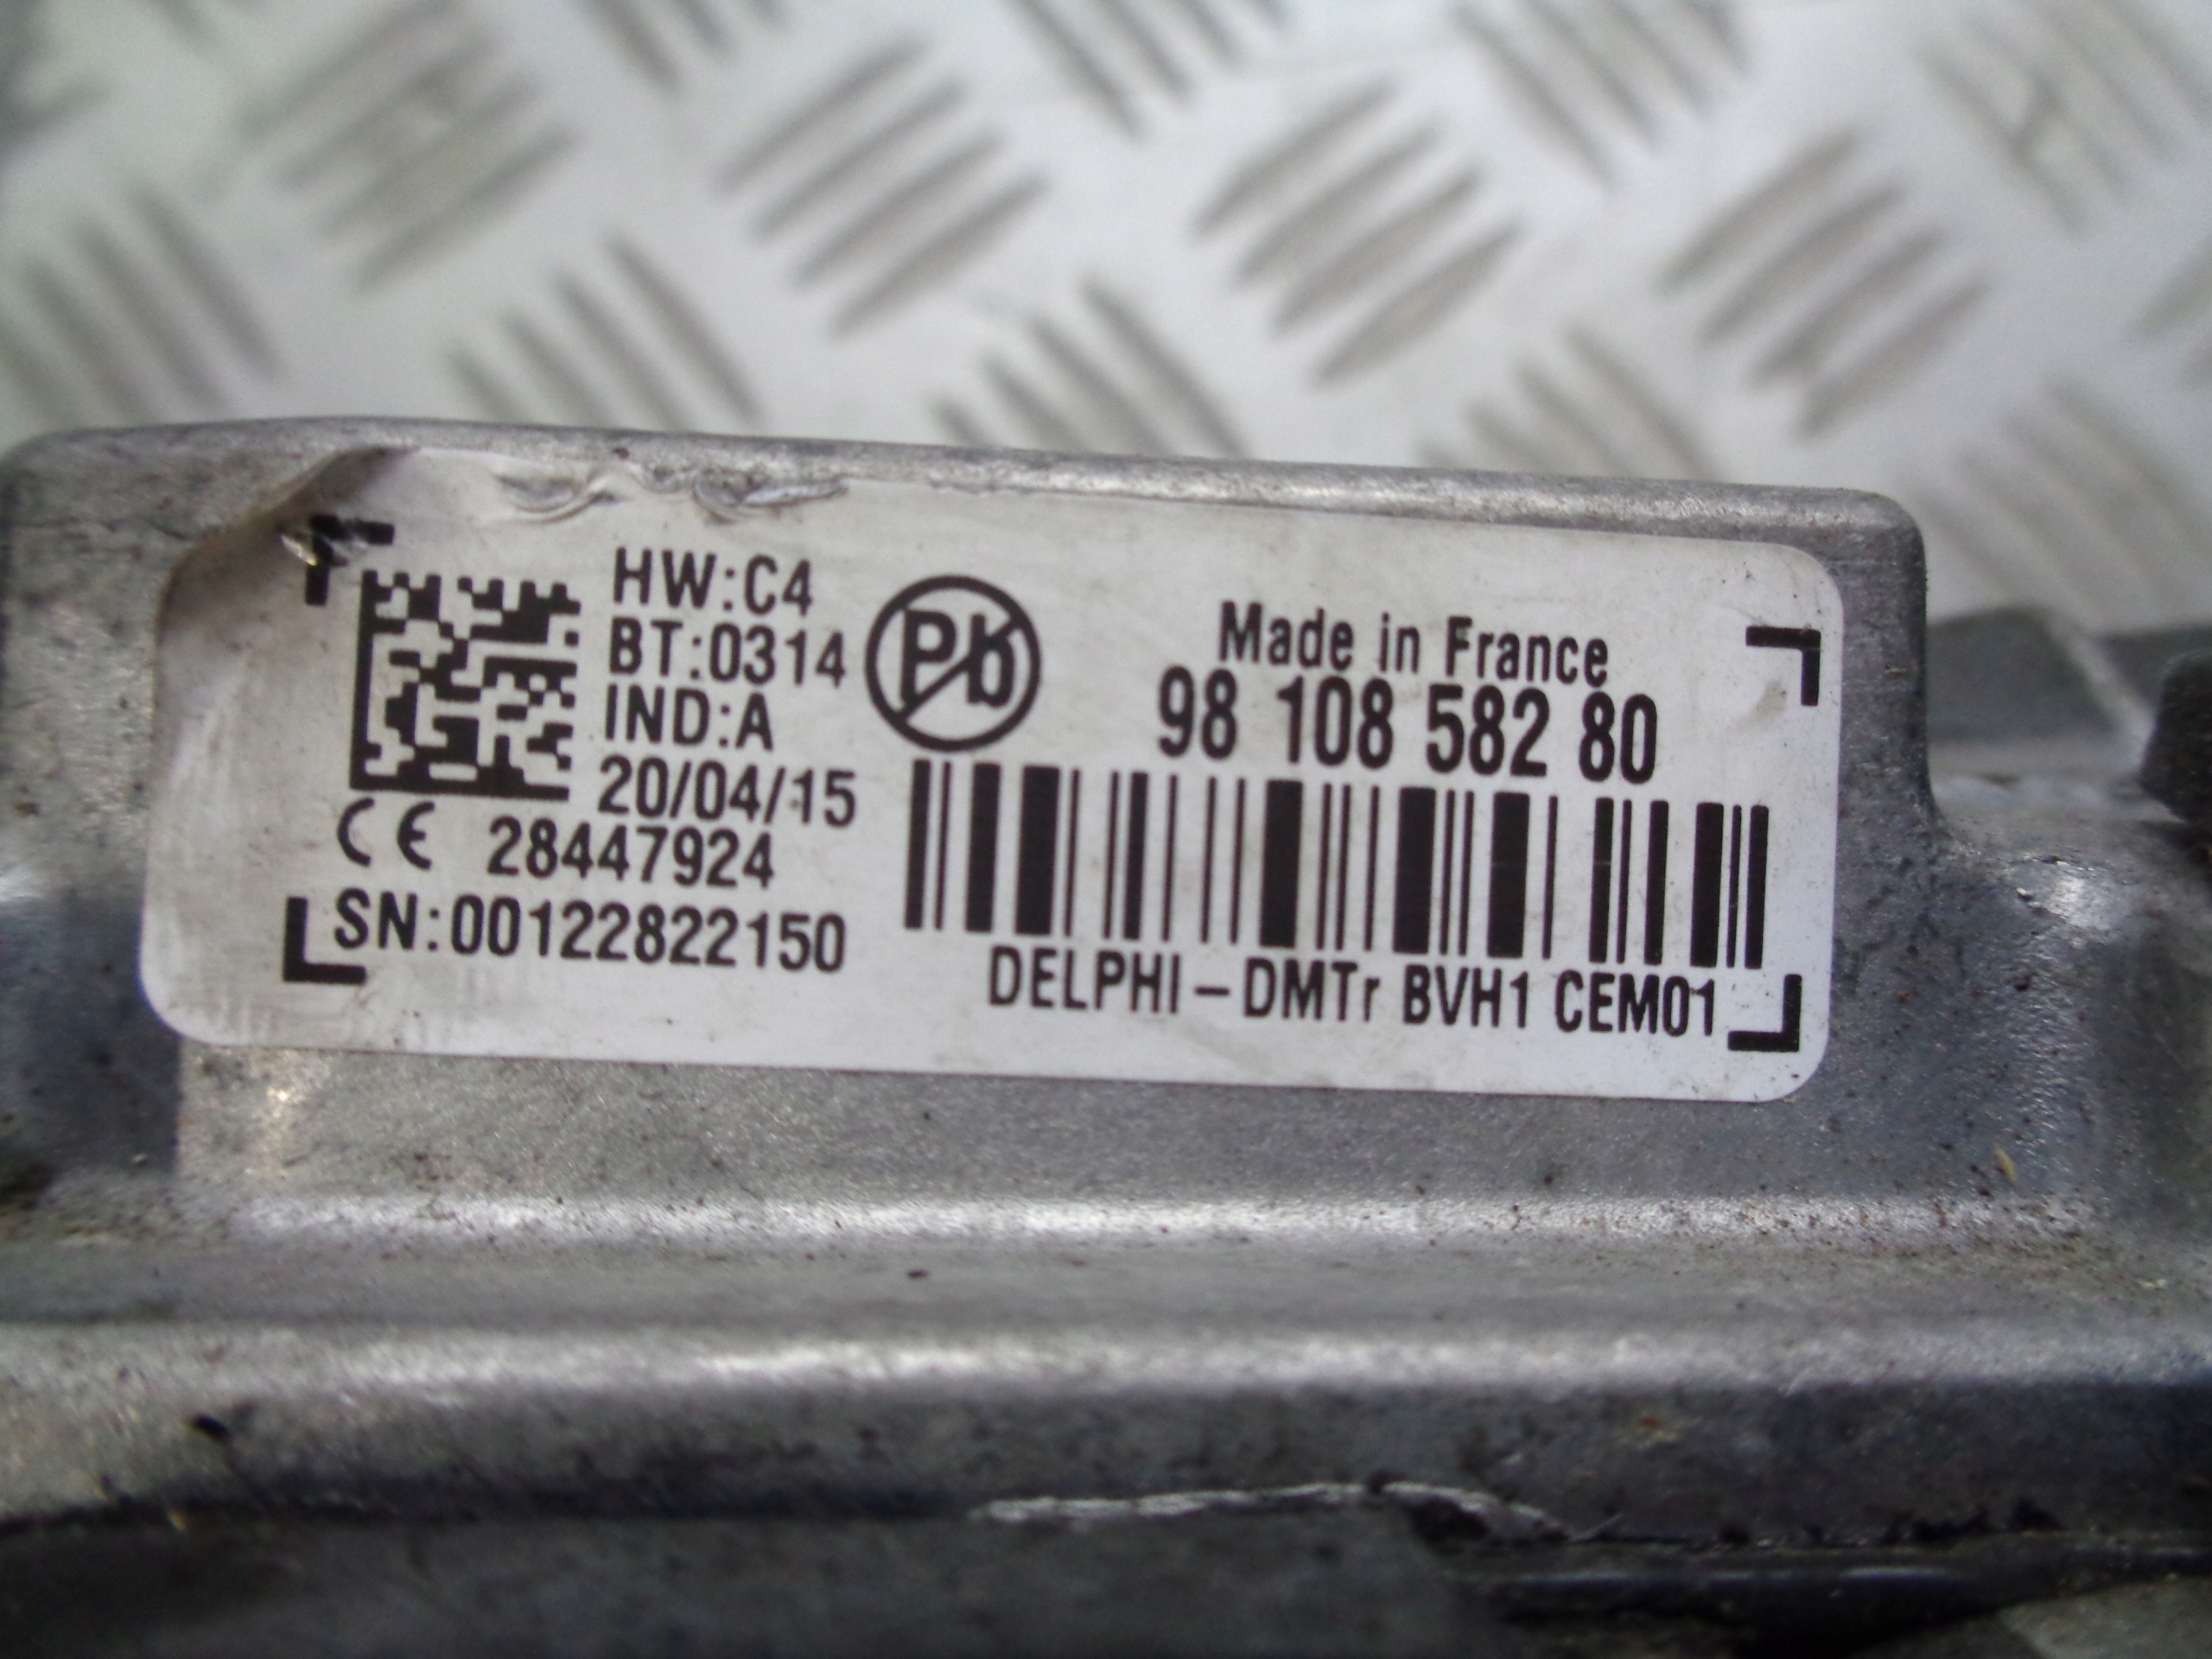 HW:C4
BT:0314
IND:A
20/04/15
CE 28447924
SN:00122822150
Pb
Made in France
98 108 582 80
DELPHI-DMTr BVH1 CEM01